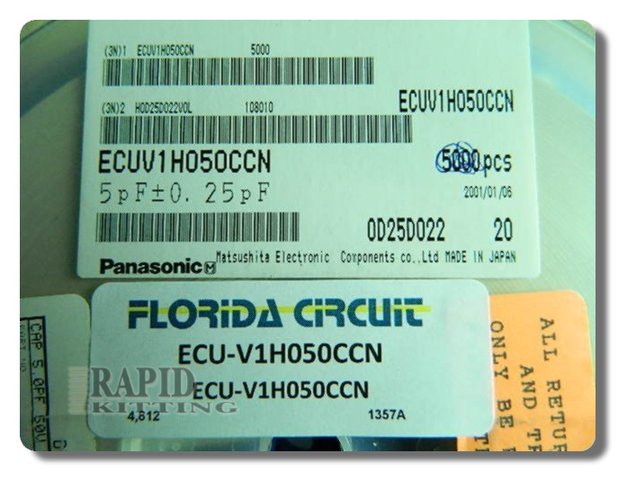 (3N)1 ECUV1H050CCN 5000
(3N)2 H0D25D022V0L 108010
ECUV1H050CCN
ECUV1H050CCN 5000pcs
5pF±0.25pF 2001/01/06
0D25D022 20
Panasonic M Matsushita Electronic Components co.,Ltd MADE IN JAPAN
FLORIDA CIRCUIT
ECU-V1H050CCN
ECU-V1H050CCN
4,812 1357A
RAPID
KITTING
CAP 5.0PF 50V
ALL RETUR
AND
ONLY BE